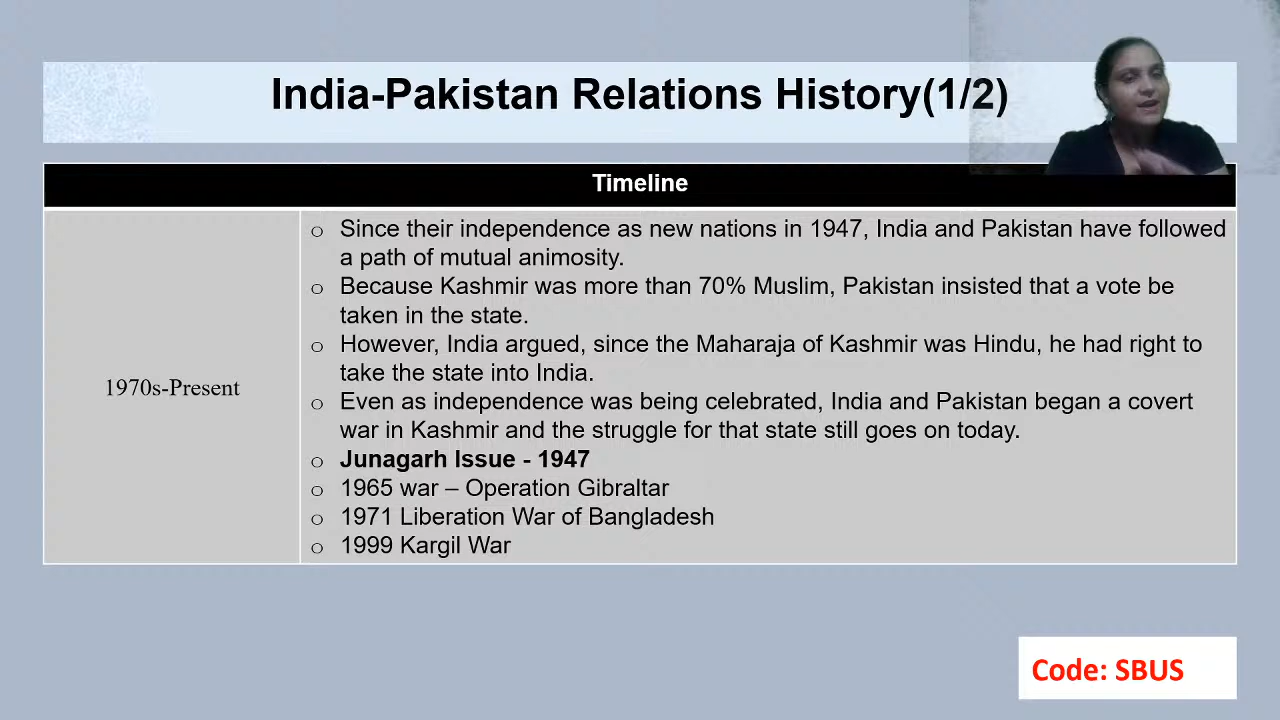 India-Pakistan Relations History(1/2)
Timeline
1970s-Present
o Since their independence as new nations in 1947, India and Pakistan have followed
a path of mutual animosity.
o Because Kashmir was more than 70% Muslim, Pakistan insisted that a vote be
taken in the state.
o However, India argued, since the Maharaja of Kashmir was Hindu, he had right to
take the state into India.
o Even as independence was being celebrated, India and Pakistan began a covert
war in Kashmir and the struggle for that state still goes on today.
o Junagarh Issue - 1947
o 1965 war – Operation Gibraltar
o 1971 Liberation War of Bangladesh
o 1999 Kargil War
Code: SBUS